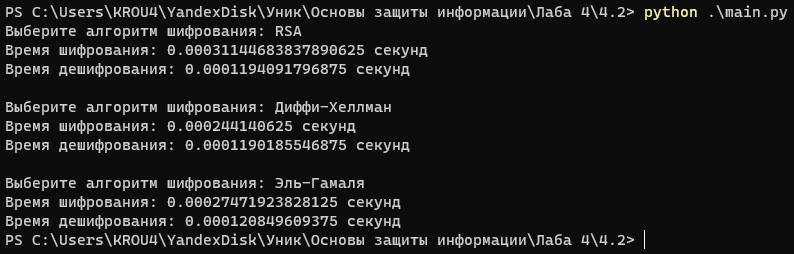 PS C:\Users\KROU4\YandexDisk\Уник\Основы защиты информации\Лаба 4\4.2> python .\main.py
Выберите алгоритм шифрования: RSA
Время шифрования: 0.00031144683837890625 секунд
Время дешифрования: 0.0001194091796875 секунд
Выберите алгоритм шифрования: Диффи-Хеллман
Время шифрования: 0.000244140625 секунд
Время дешифрования: 0.0001190185546875 секунд
Выберите алгоритм шифрования: Эль-Гамаля
Время шифрования: 0.00027471923828125 секунд
Время дешифрования: 0.000120849609375 секунд
PS C:\Users\KROU4\YandexDisk\Уник\Основы защиты информации\Лаба 4\4.2>